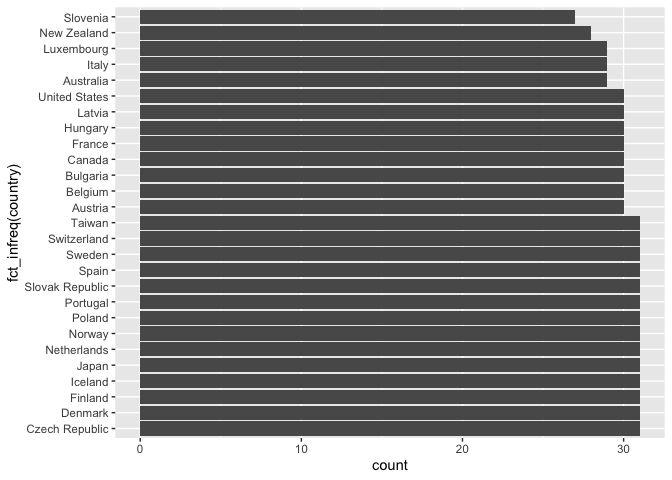 Slovenia
New Zealand
Luxembourg
Italy
Australia
United States
Latvia
Hungary
France
Canada
Bulgaria
Belgium
Austria
Taiwan
Switzerland
Sweden
Spain
Slovak Republic
Portugal
Poland
Norway
Netherlands
Japan
Iceland
Finland
Denmark
Czech Republic
fct_infreq(country)
0 10 20 30
count